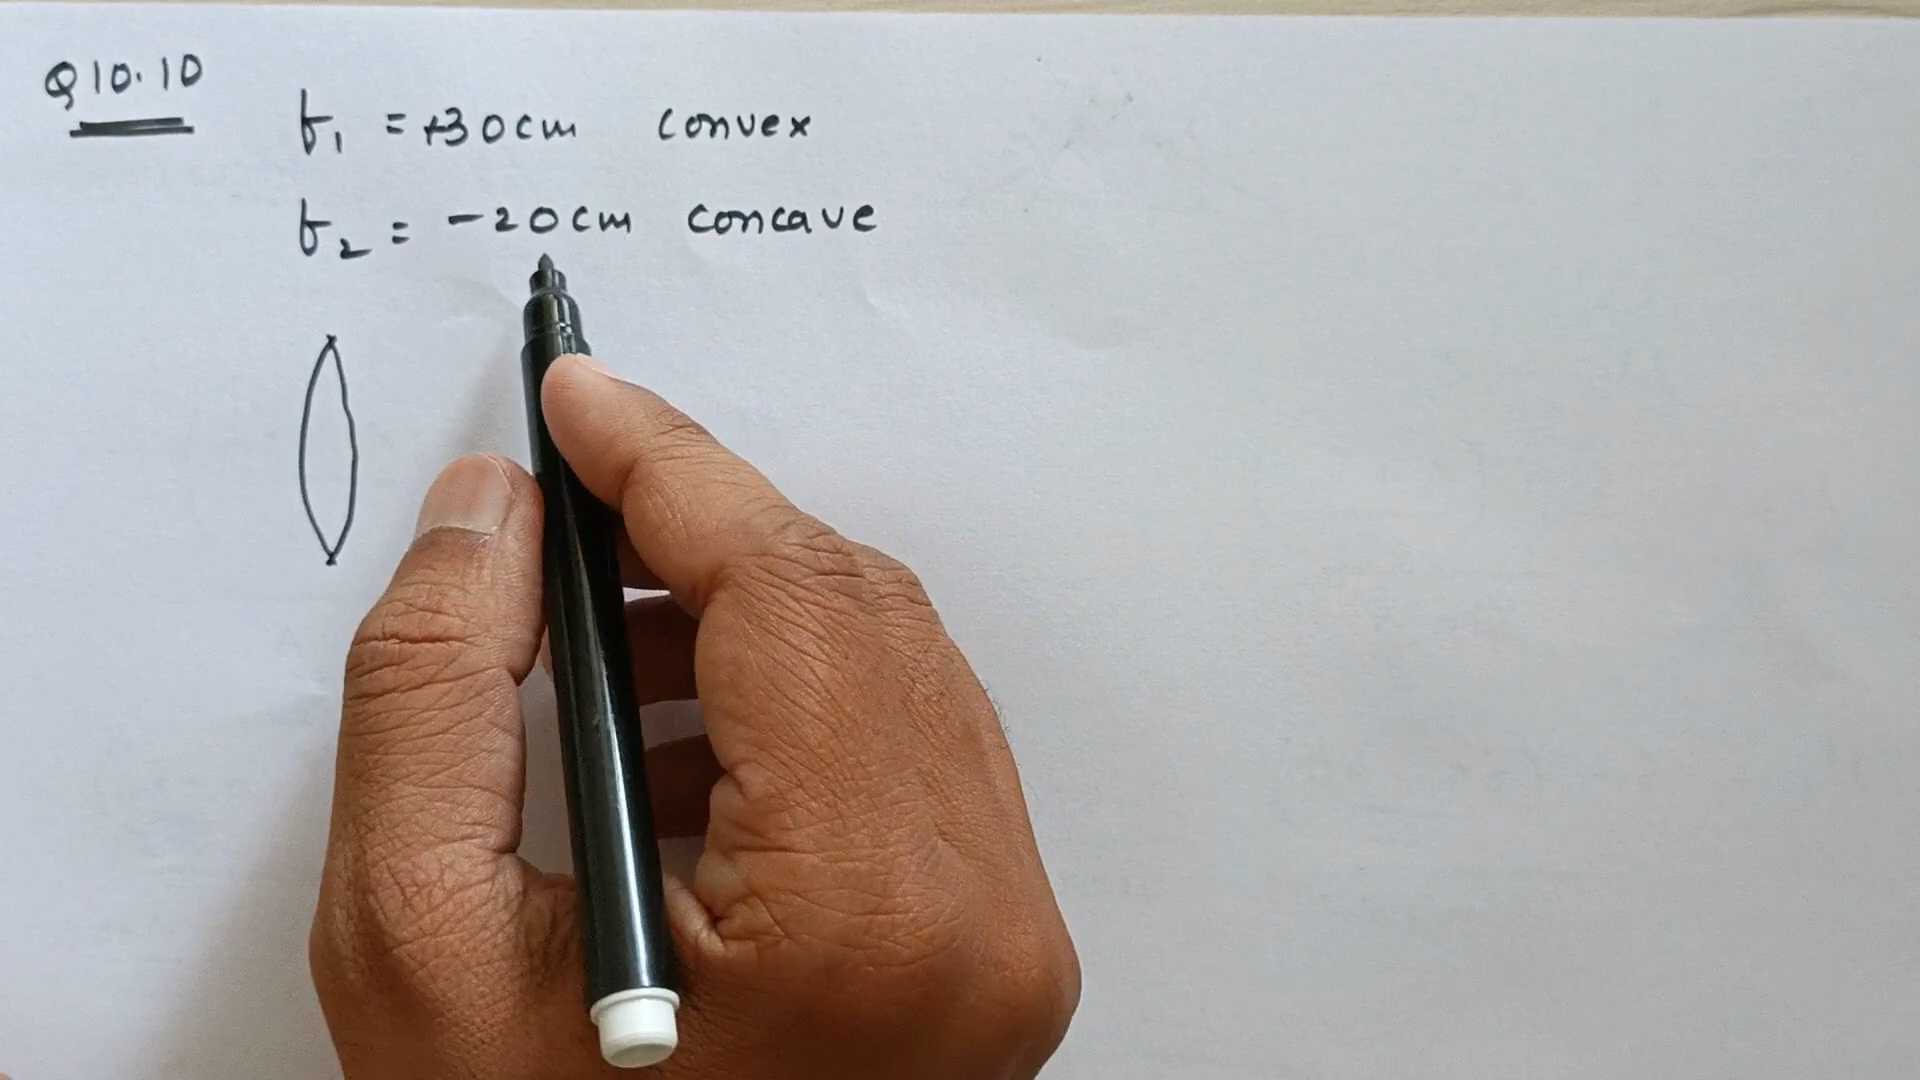 Q10.10
f₁ = +30cm convex
f₂ = -20cm concave